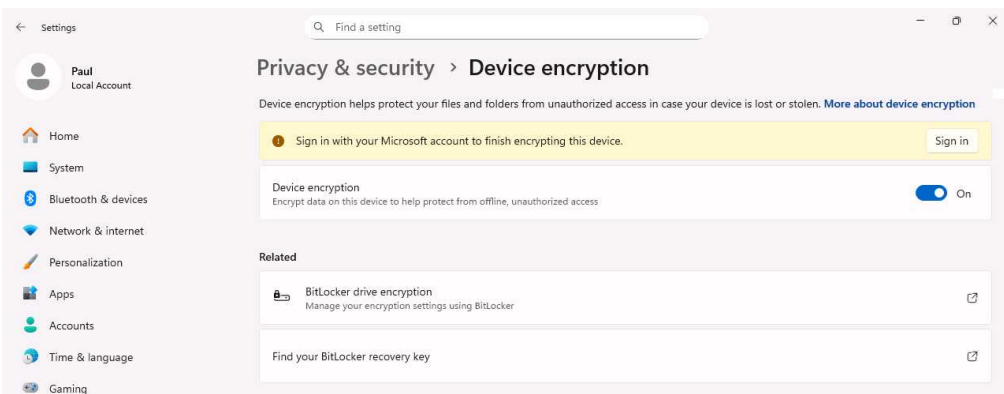 Settings
Find a setting
Paul
Local Account
Home
System
Bluetooth & devices
Network & internet
Personalization
Apps
Accounts
Time & language
Gaming
Privacy & security > Device encryption
Device encryption helps protect your files and folders from unauthorized access in case your device is lost or stolen. More about device encryption
Sign in with your Microsoft account to finish encrypting this device.
Sign in
Device encryption
Encrypt data on this device to help protect from offline, unauthorized access
On
Related
BitLocker drive encryption
Manage your encryption settings using BitLocker
Find your BitLocker recovery key